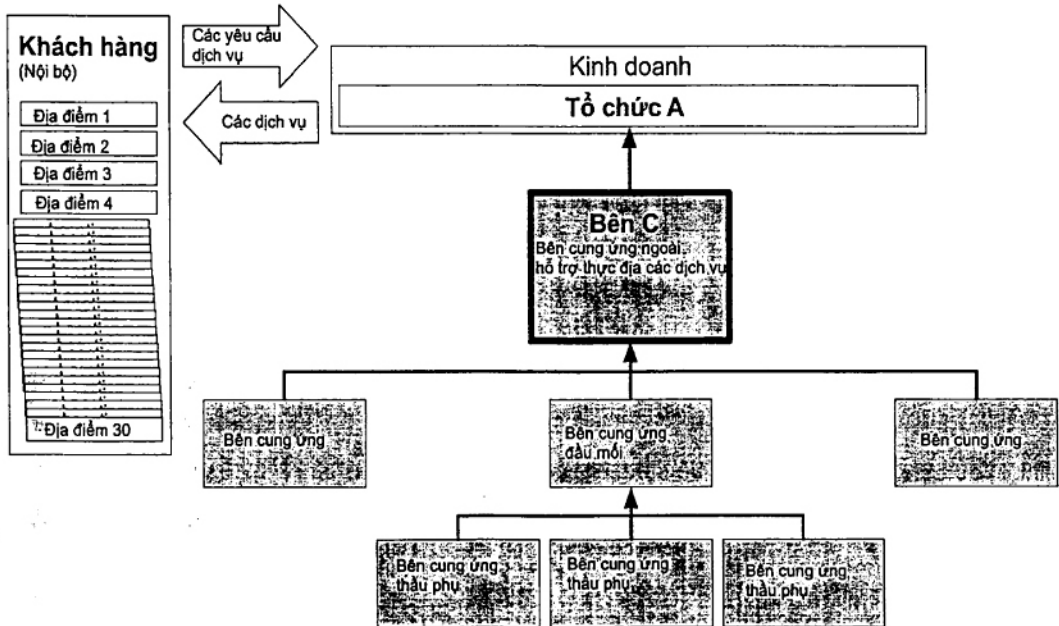 Khách hàng
(Nội bộ)
Địa điểm 1
Địa điểm 2
Địa điểm 3
Địa điểm 4
Địa điểm 30
Các yêu cầu
dịch vụ
Các dịch vụ
Kinh doanh
Tổ chức A
Bên C
Bên cung ứng ngoài,
hỗ trợ thực địa các dịch vụ
Bên cung ứng
Bên cung ứng
đầu mối
Bên cung ứng
Bên cung ứng
thầu phụ
Bên cung ứng
thầu phụ
Bên cung ứng
thầu phụ